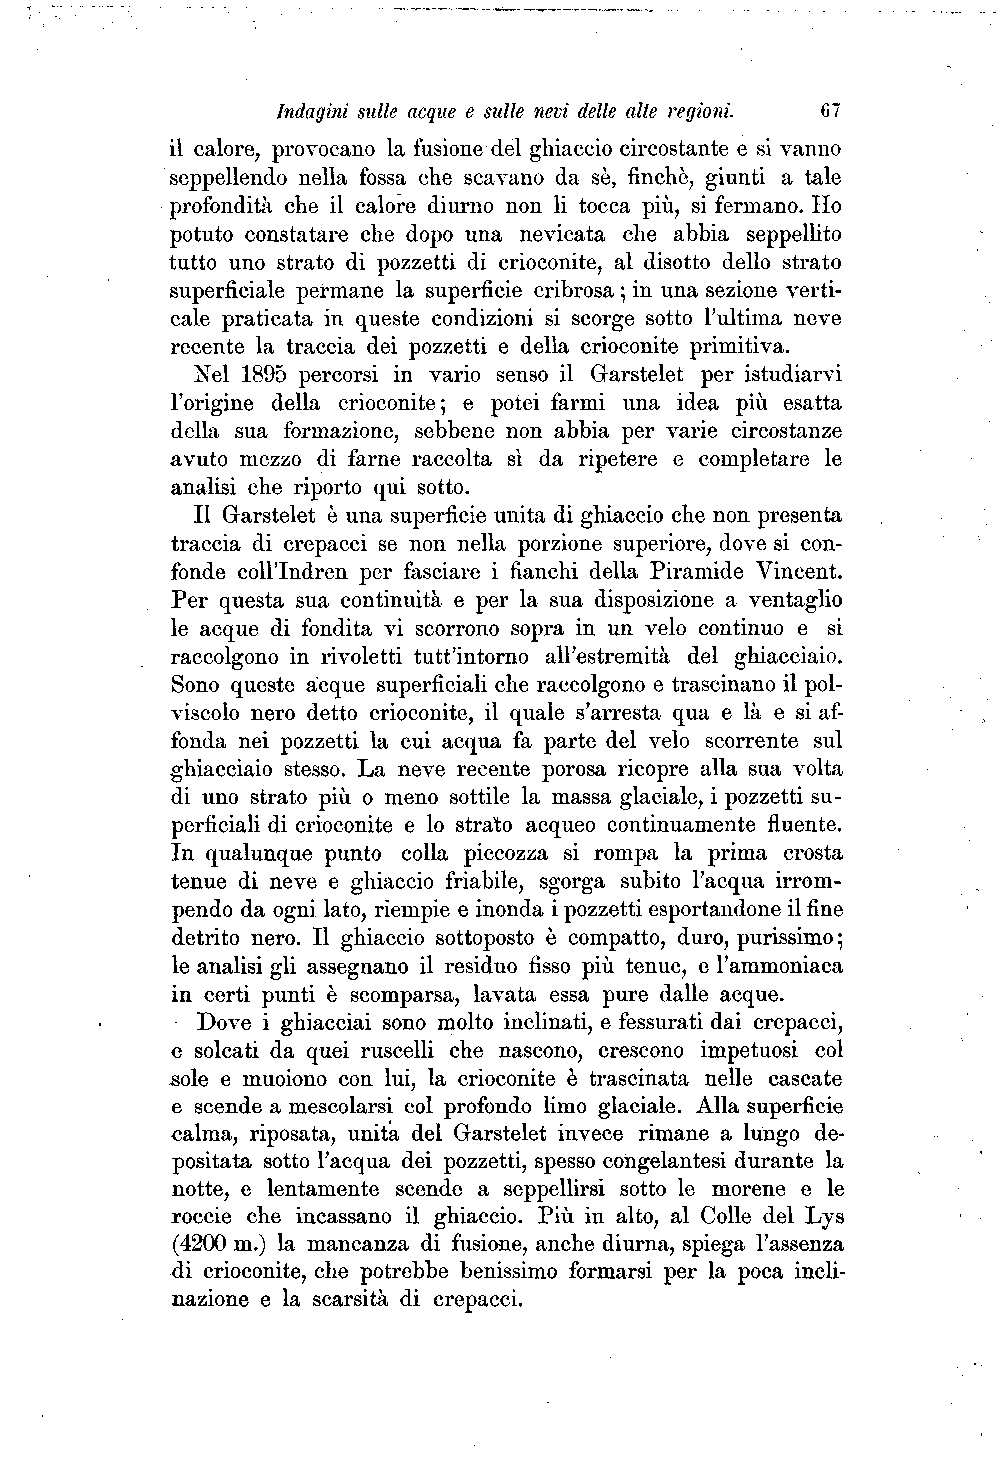 Indagini sulle acque e sulle nevi delle alte regioni. 67
il calore, provocano la fusione del ghiaccio circostante e si vanno
seppellendo nella fossa che scavano da sè, finchè, giunti a tale
profondità che il calore diurno non li tocca più, si fermano. Ho
potuto constatare che dopo una nevicata che abbia seppellito
tutto uno strato di pozzetti di crioconite, al disotto dello strato
superficiale permane la superficie cribrosa; in una sezione verti-
cale praticata in queste condizioni si scorge sotto l'ultima neve
recente la traccia dei pozzetti e della crioconite primitiva.
Nel 1895 percorsi in vario senso il Garstelet per istudiarvi
l'origine della crioconite; e potei farmi una idea più esatta
della sua formazione, sebbene non abbia per varie circostanze
avuto mezzo di farne raccolta sì da ripetere e completare le
analisi che riporto qui sotto.
Il Garstelet è una superficie unita di ghiaccio che non presenta
traccia di crepacci se non nella porzione superiore, dove si con-
fonde coll'Indren per fasciare i fianchi della Piramide Vincent.
Per questa sua continuità e per la sua disposizione a ventaglio
le acque di fondita vi scorrono sopra in un velo continuo e si
raccolgono in rivoletti tutt'intorno all'estremità del ghiacciaio.
Sono queste acque superficiali che raccolgono e trascinano il pol-
viscolo nero detto crioconite, il quale s'arresta qua e là e si af-
fonda nei pozzetti la cui acqua fa parte del velo scorrente sul
ghiacciaio stesso. La neve recente porosa ricopre alla sua volta
di uno strato più o meno sottile la massa glaciale, i pozzetti su-
perficiali di crioconite e lo strato acqueo continuamente fluente.
In qualunque punto colla piccozza si rompa la prima crosta
tenue di neve e ghiaccio friabile, sgorga subito l'acqua irrom-
pendo da ogni lato, riempie e inonda i pozzetti esportandone il fine
detrito nero. Il ghiaccio sottoposto è compatto, duro, purissimo;
le analisi gli assegnano il residuo fisso più tenue, e l'ammoniaca
in certi punti è scomparsa, lavata essa pure dalle acque.
Dove i ghiacciai sono molto inclinati, e fessurati dai crepacci,
e solcati da quei ruscelli che nascono, crescono impetuosi col
sole e muoiono con lui, la crioconite è trascinata nelle cascate
e scende a mescolarsi col profondo limo glaciale. Alla superficie
calma, riposata, unita del Garstelet invece rimane a lungo de-
positata sotto l'acqua dei pozzetti, spesso congelantesi durante la
notte, e lentamente scende a seppellirsi sotto le morene e le
roccie che incassano il ghiaccio. Più in alto, al Colle del Lys
(4200 m.) la mancanza di fusione, anche diurna, spiega l'assenza
di crioconite, che potrebbe benissimo formarsi per la poca incli-
nazione e la scarsità di crepacci.